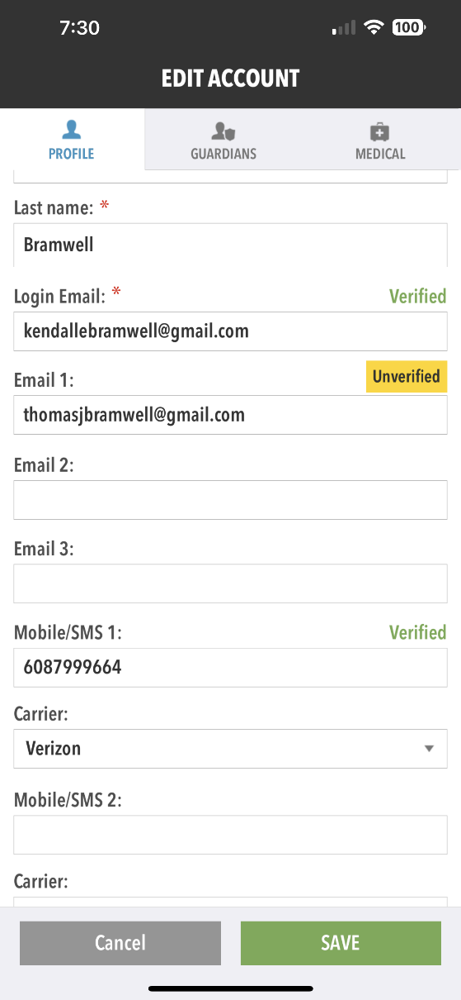 7:30
100
EDIT ACCOUNT
PROFILE GUARDIANS MEDICAL
Last name: *
Bramwell
Login Email: * Verified
kendallebramwell@gmail.com
Email 1: Unverified
thomasjbramwell@gmail.com
Email 2:
Email 3:
Mobile/SMS 1: Verified
6087999664
Carrier:
Verizon
Mobile/SMS 2:
Carrier:
Cancel SAVE